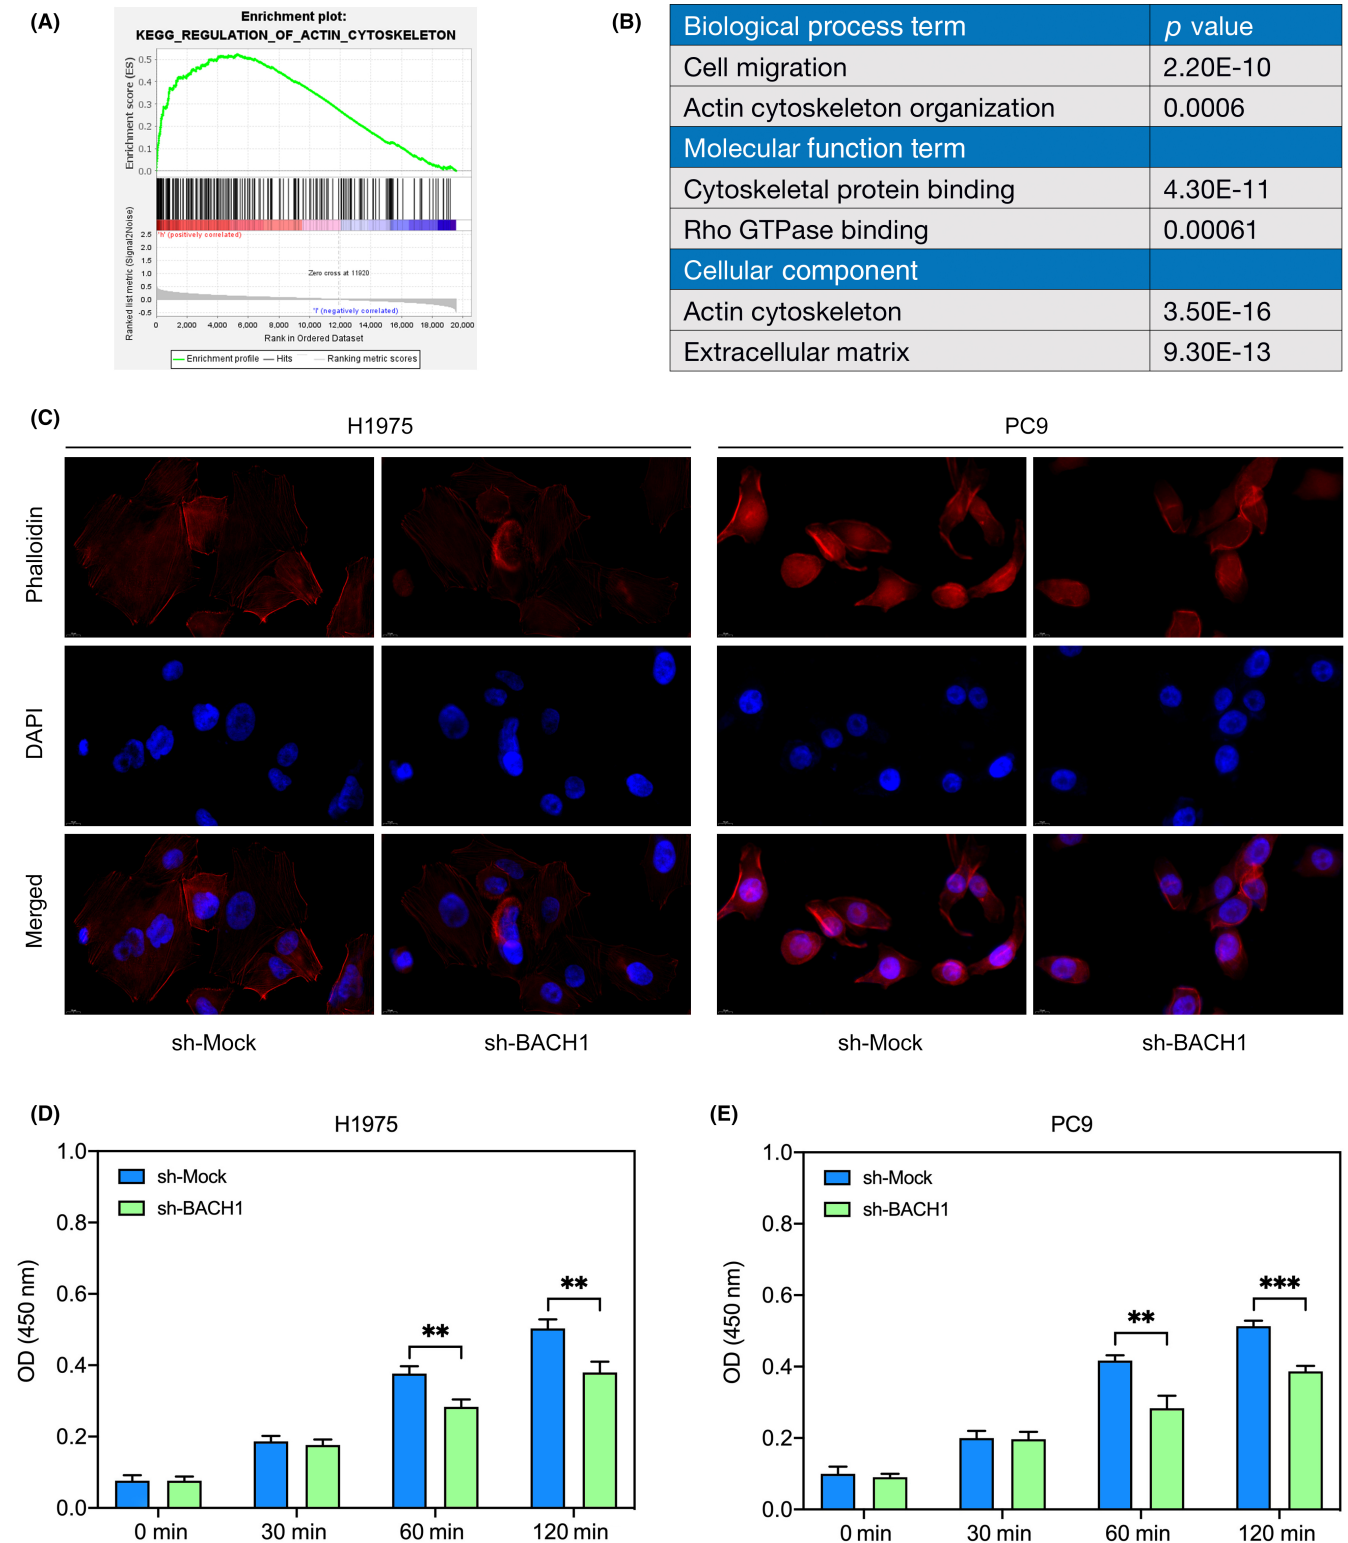 (A)
Enrichment plot:
KEGG_REGULATION_OF_ACTIN_CYTOSKELETON
Enrichment score (ES)
0.5
0.4
0.3
0.2
0.1
0.0
'h' (positively correlated)
Ranked list metric (Signal2Noise)
2.5
2.0
1.5
1.0
0.5
0.0
-0.5
Zero cross at 11920
'l' (negatively correlated)
0 2,000 4,000 6,000 8,000 10,000 12,000 14,000 16,000 18,000 20,000
Rank in Ordered Dataset
Enrichment profile Hits Ranking metric scores
(B)
Biological process term p value
Cell migration 2.20E-10
Actin cytoskeleton organization 0.0006
Molecular function term
Cytoskeletal protein binding 4.30E-11
Rho GTPase binding 0.00061
Cellular component
Actin cytoskeleton 3.50E-16
Extracellular matrix 9.30E-13
(C)
H1975 PC9
Phalloidin
DAPI
Merged
sh-Mock sh-BACH1 sh-Mock sh-BACH1
(D)
H1975
OD (450 nm)
1.0
0.8
0.6
0.4
0.2
0.0
sh-Mock
sh-BACH1
**
**
0 min 30 min 60 min 120 min
(E)
PC9
OD (450 nm)
1.0
0.8
0.6
0.4
0.2
0.0
sh-Mock
sh-BACH1
**
***
0 min 30 min 60 min 120 min